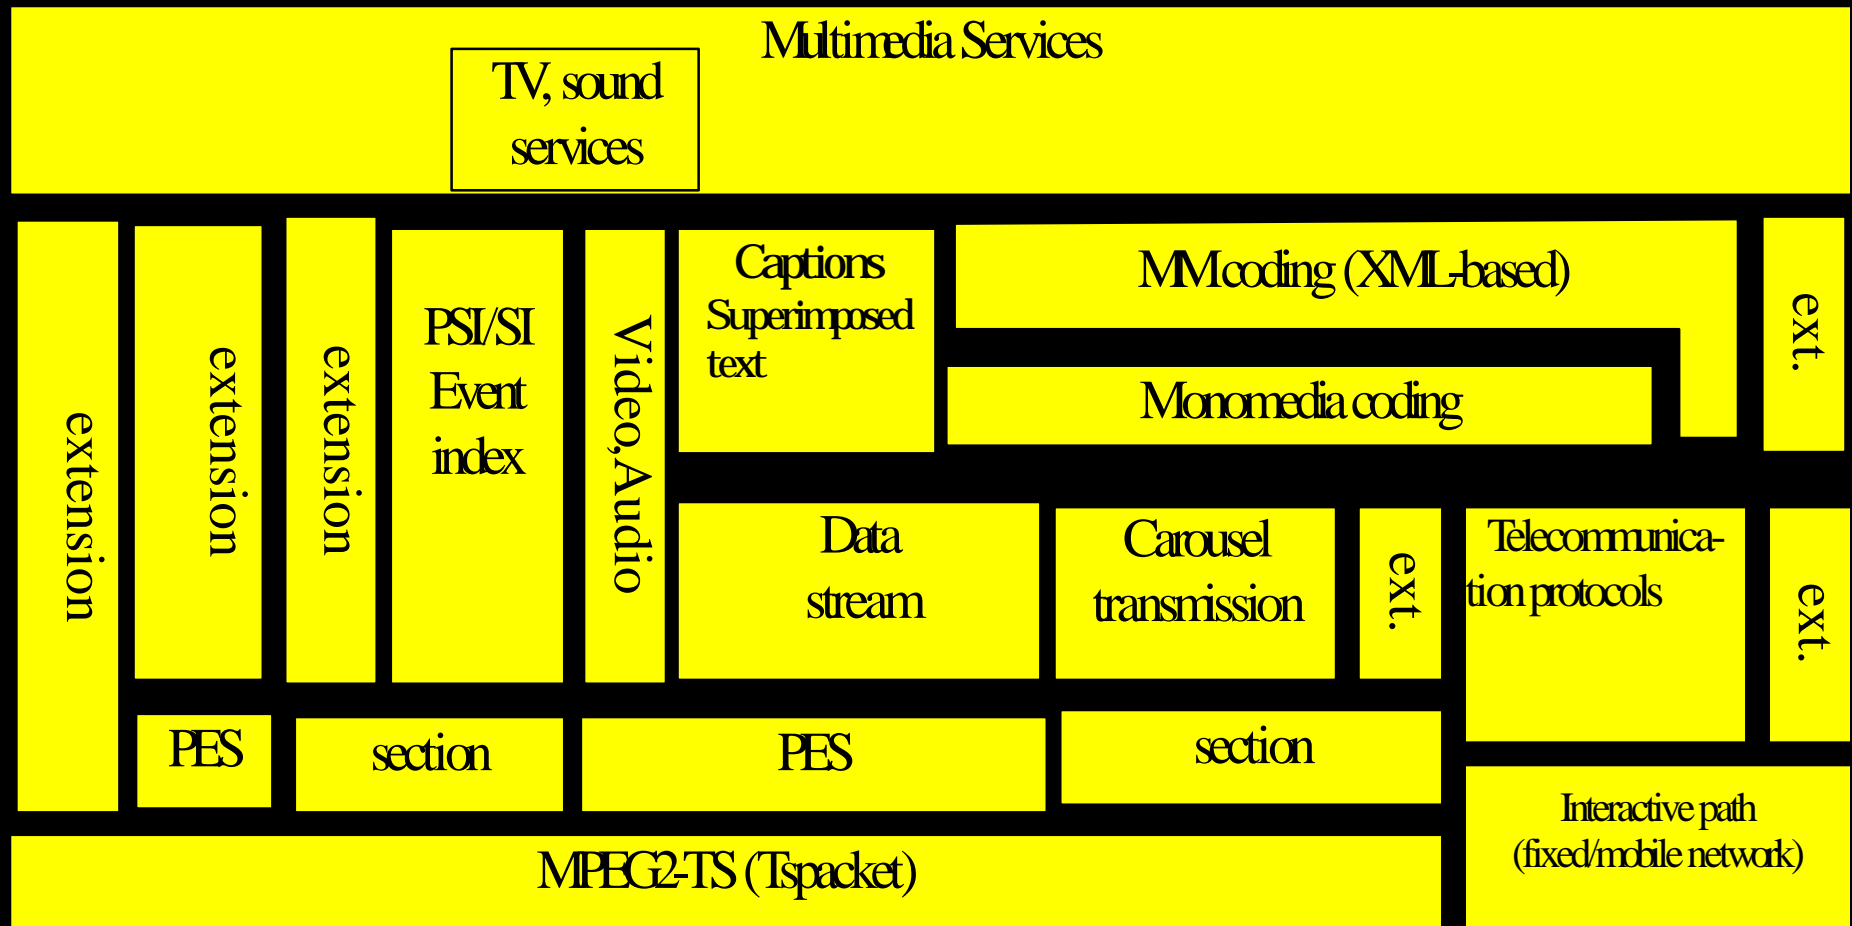 Multimedia Services
TV, sound
services
extension
extension
extension
PSI/SI
Event
index
Video,Audio
Captions
Superimposed
text
MM coding (XML-based)
Monomedia coding
ext.
Data
stream
Carousel
transmission
ext.
Telecommunica-
tion protocols
ext.
PES
section
PES
section
Interactive path
(fixed/mobile network)
MPEG2-TS (Tspacket)